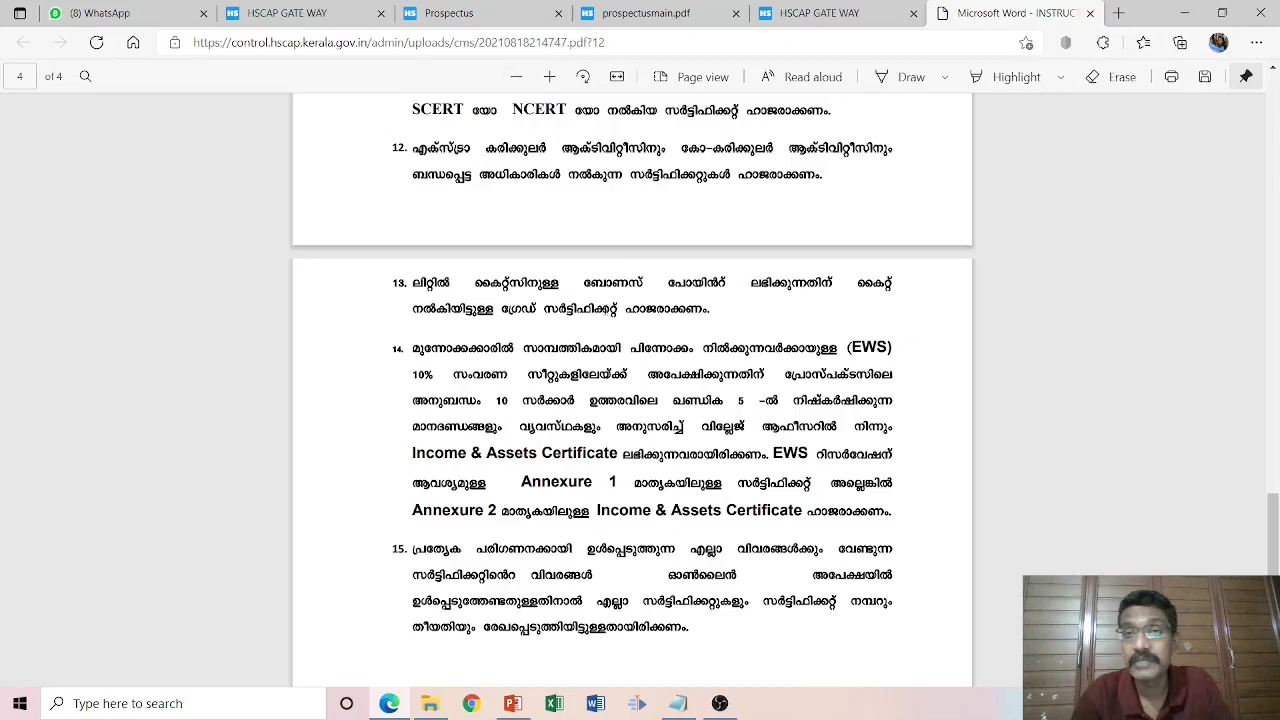 (8) WhatsApp
HSCAP GATE WAY
Prospectus
prospectusmain.pdf
HSCAP GATE WAY
Microsoft Word - INSTRUC
https://control.hscap.kerala.gov.in/admin/uploads/cms/20210818214747.pdf?12
4 of 4 Page view Read aloud Draw Highlight Erase
SCERT യോ NCERT യോ നൽകിയ സർട്ടിഫിക്കറ്റ് ഹാജരാക്കണം.
12. എക്സ്ട്രാ കരിക്കുലർ ആക്ടിവിറ്റീസിനും കോ-കരിക്കുലർ ആക്ടിവിറ്റീസിനും
ബന്ധപ്പെട്ട അധികാരികൾ നൽകുന്ന സർട്ടിഫിക്കറ്റുകൾ ഹാജരാക്കണം.
13. ലിറ്റിൽ കൈറ്റ്സിനുള്ള ബോണസ് പോയിൻറ് ലഭിക്കുന്നതിന് കൈറ്റ്
നൽകിയിട്ടുള്ള ഗ്രേഡ് സർട്ടിഫിക്കറ്റ് ഹാജരാക്കണം.
14. മുന്നോക്കക്കാരിൽ സാമ്പത്തികമായി പിന്നോക്കം നിൽക്കുന്നവർക്കായുള്ള (EWS)
10% സംവരണ സീറ്റുകളിലേയ്ക്ക് അപേക്ഷിക്കുന്നതിന് പ്രോസ്പക്ടസിലെ
അനുബന്ധം 10 സർക്കാർ ഉത്തരവിലെ ഖണ്ഡിക 5 -ൽ നിഷ്കർഷിക്കുന്ന
മാനദണ്ഡങ്ങളും വ്യവസ്ഥകളും അനുസരിച്ച് വില്ലേജ് ആഫീസറിൽ നിന്നും
Income & Assets Certificate ലഭിക്കുന്നവരായിരിക്കണം. EWS റിസർവേഷന്
ആവശ്യമുള്ള Annexure 1 മാതൃകയിലുള്ള സർട്ടിഫിക്കറ്റ് അല്ലെങ്കിൽ
Annexure 2 മാതൃകയിലുള്ള Income & Assets Certificate ഹാജരാക്കണം.
15. പ്രത്യേക പരിഗണനക്കായി ഉൾപ്പെടുത്തുന്ന എല്ലാ വിവരങ്ങൾക്കും വേണ്ടുന്ന
സർട്ടിഫിക്കറ്റിൻെറ വിവരങ്ങൾ ഓൺലൈൻ അപേക്ഷയിൽ
ഉൾപ്പെടുത്തേണ്ടതുള്ളതിനാൽ എല്ലാ സർട്ടിഫിക്കറ്റുകളും സർട്ടിഫിക്കറ്റ് നമ്പറും
തീയതിയും രേഖപ്പെടുത്തിയിട്ടുള്ളതായിരിക്കണം.
Type here to search